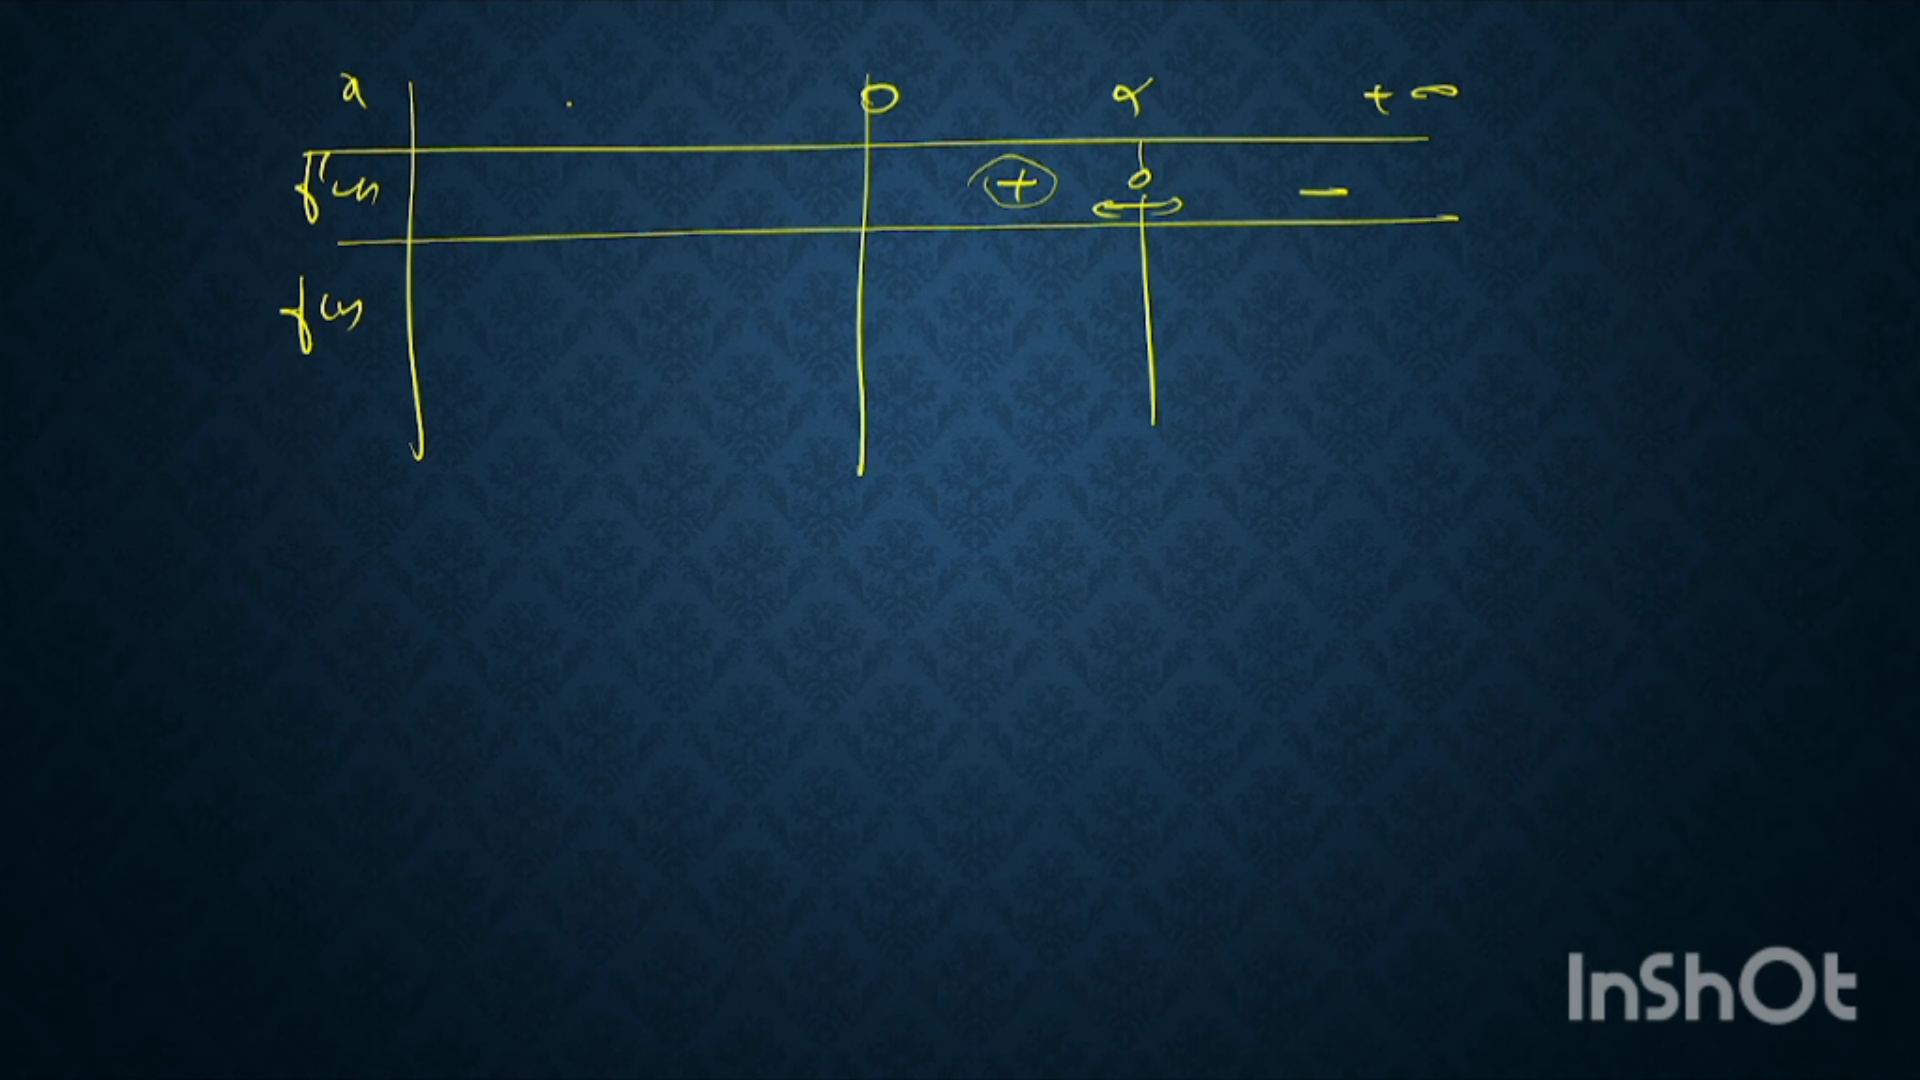 x 0 α +∞
f'(x) + 0 −
f(x)
InShOt